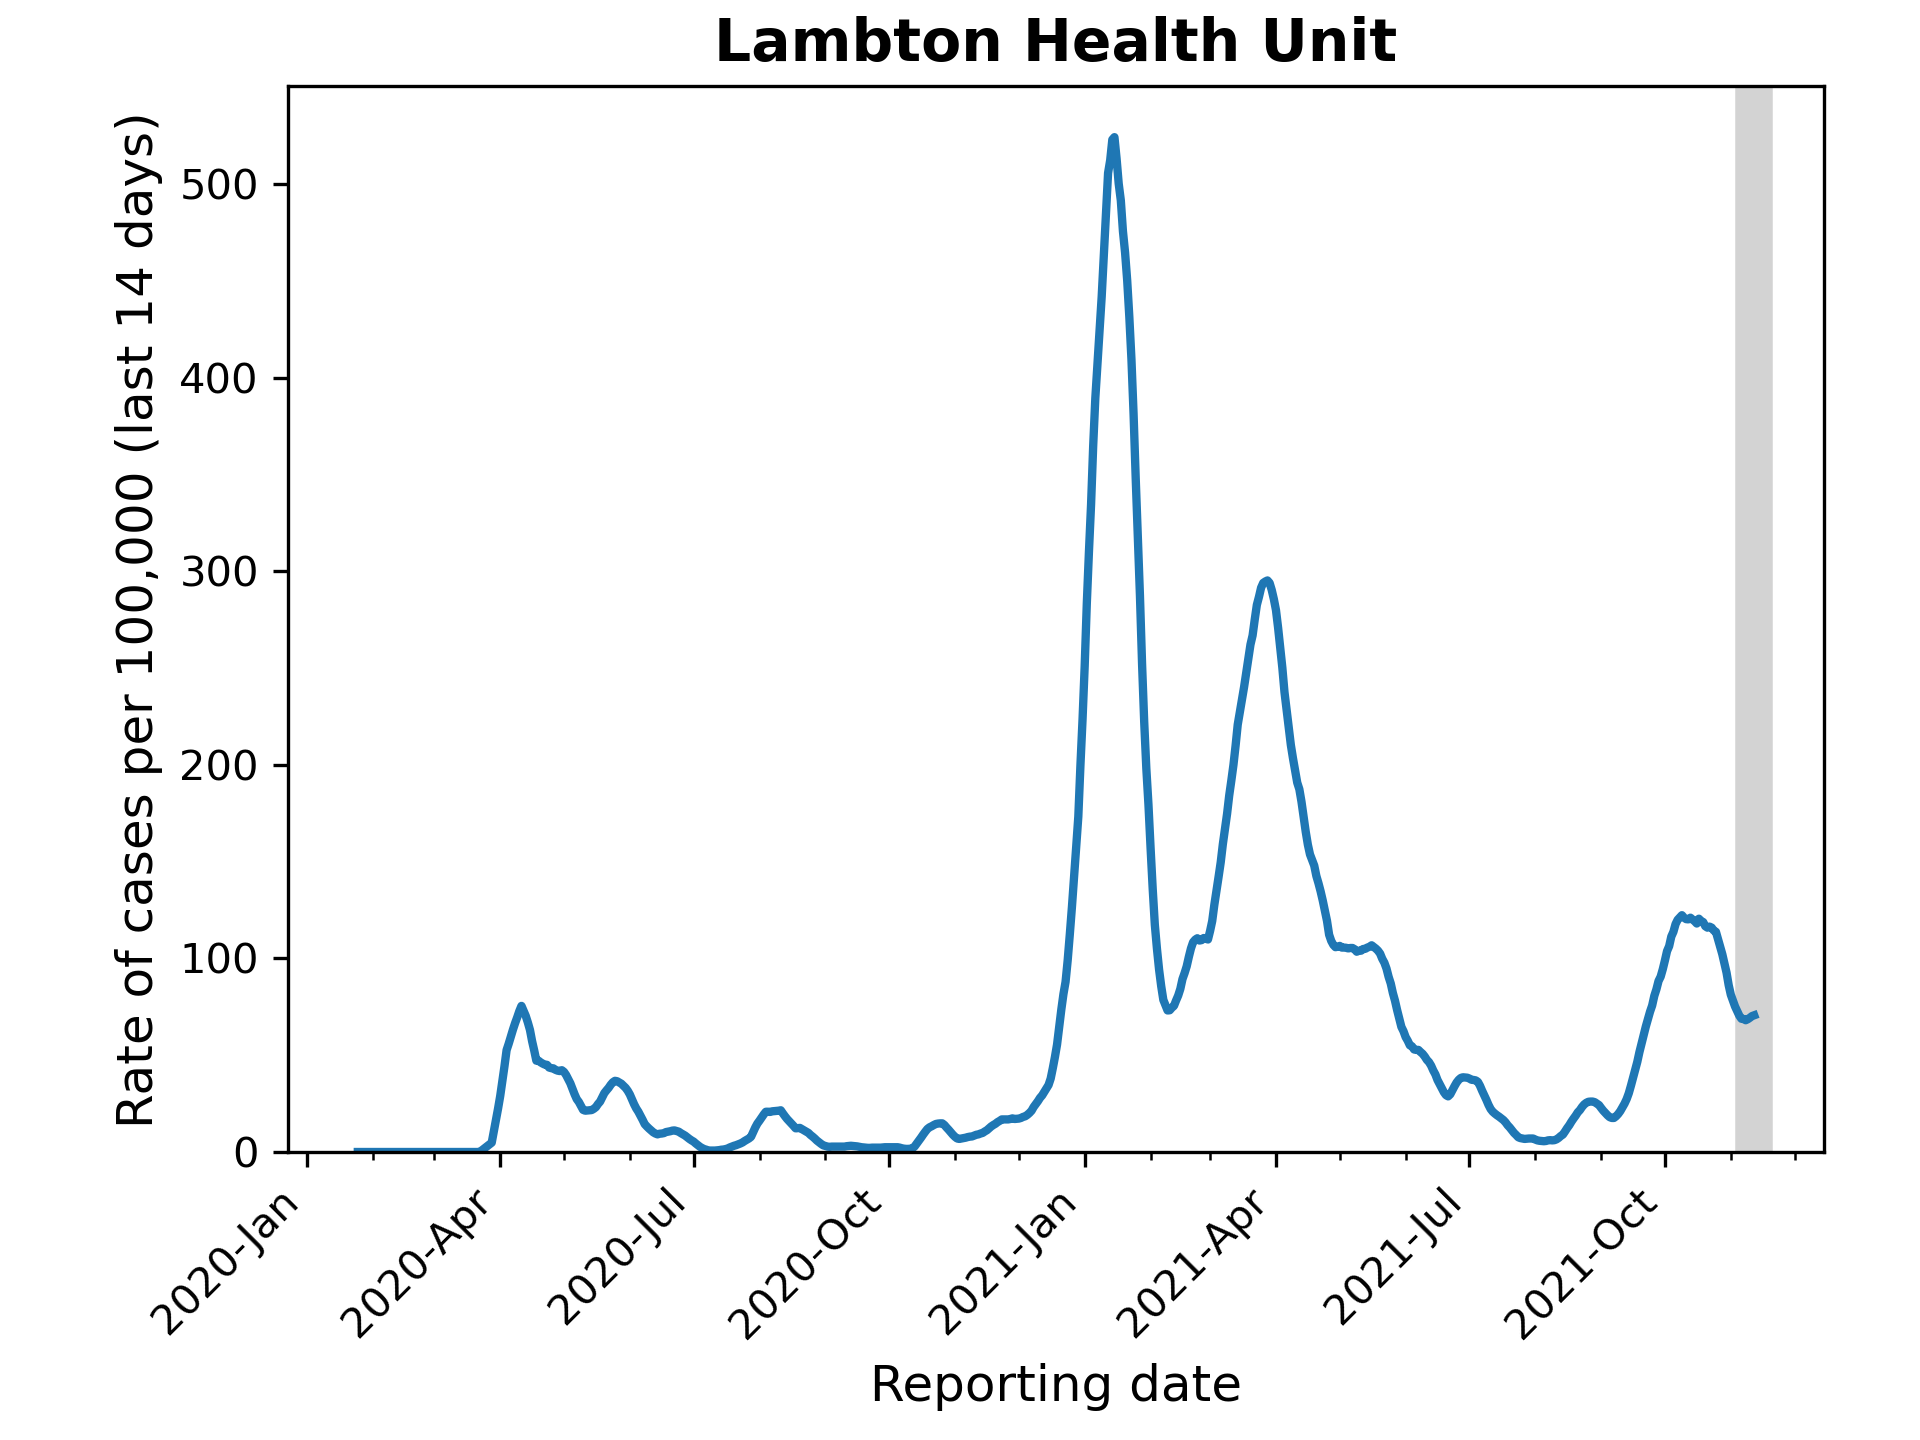 Lambton Health Unit
Rate of cases per 100,000 (last 14 days)
500
400
300
200
100
0
2020-Jan
2020-Apr
2020-Jul
2020-Oct
2021-Jan
2021-Apr
2021-Jul
2021-Oct
Reporting date